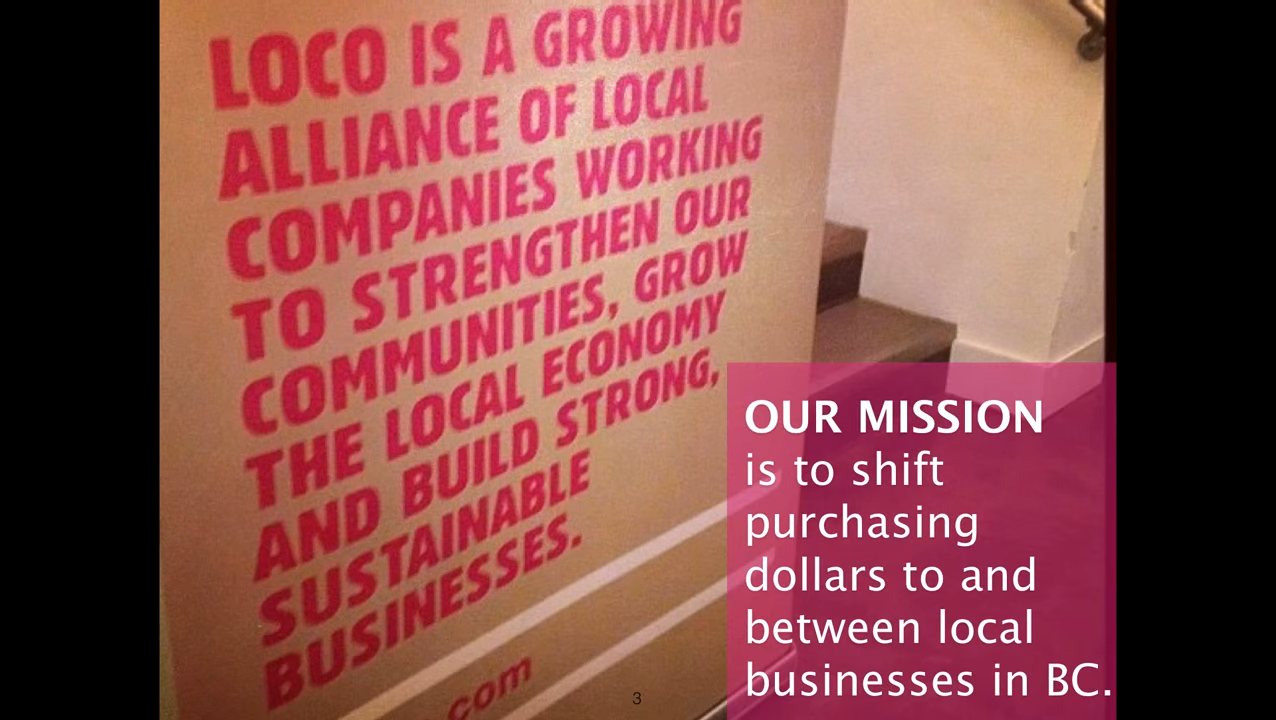 LOCO IS A GROWING
ALLIANCE OF LOCAL
COMPANIES WORKING
TO STRENGTHEN OUR
COMMUNITIES, GROW
THE LOCAL ECONOMY
AND BUILD STRONG,
SUSTAINABLE
BUSINESSES.
.com
OUR MISSION
is to shift
purchasing
dollars to and
between local
businesses in BC.
3